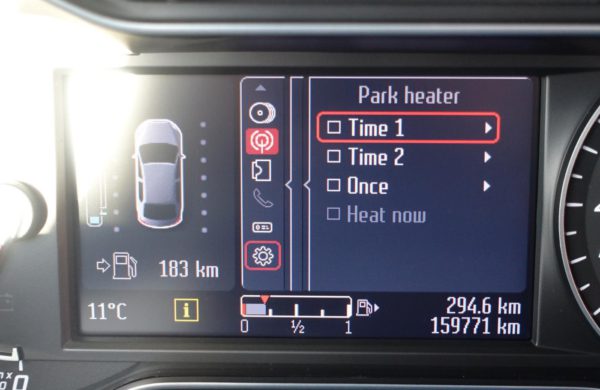 Park heater
Time 1
Time 2
Once
Heat now
183 km
11°C
i
0 ½ 1
294.6 km
159771 km